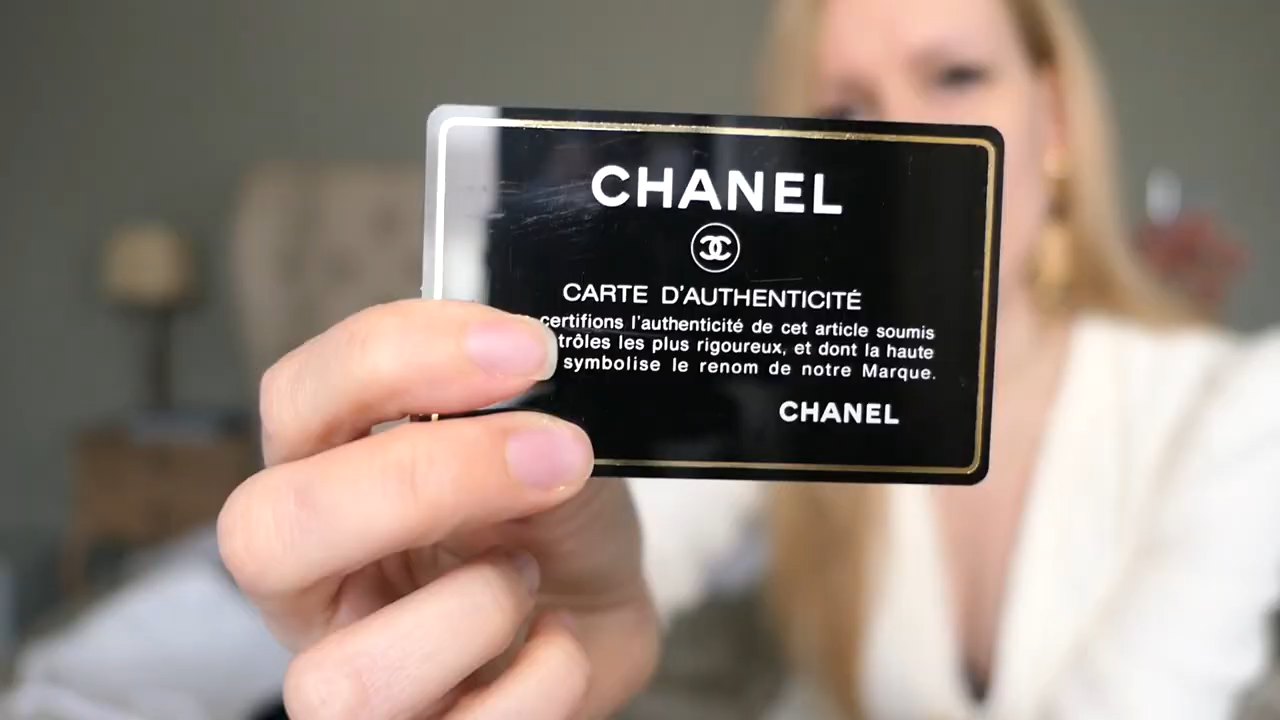 CHANEL
CARTE D'AUTHENTICITÉ
certifions l'authenticité de cet article soumis
trôles les plus rigoureux, et dont la haute
symbolise le renom de notre Marque.
CHANEL